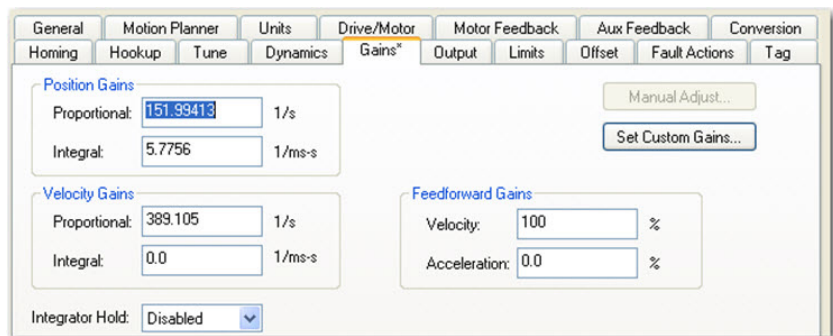 General Motion Planner Units Drive/Motor Motor Feedback Aux Feedback Conversion
Homing Hookup Tune Dynamics Gains* Output Limits Offset Fault Actions Tag
Position Gains
Proportional: 151.99413 1/s
Integral: 5.7756 1/ms-s
Manual Adjust...
Set Custom Gains...
Velocity Gains
Proportional: 389.105 1/s
Integral: 0.0 1/ms-s
Feedforward Gains
Velocity: 100 %
Acceleration: 0.0 %
Integrator Hold: Disabled